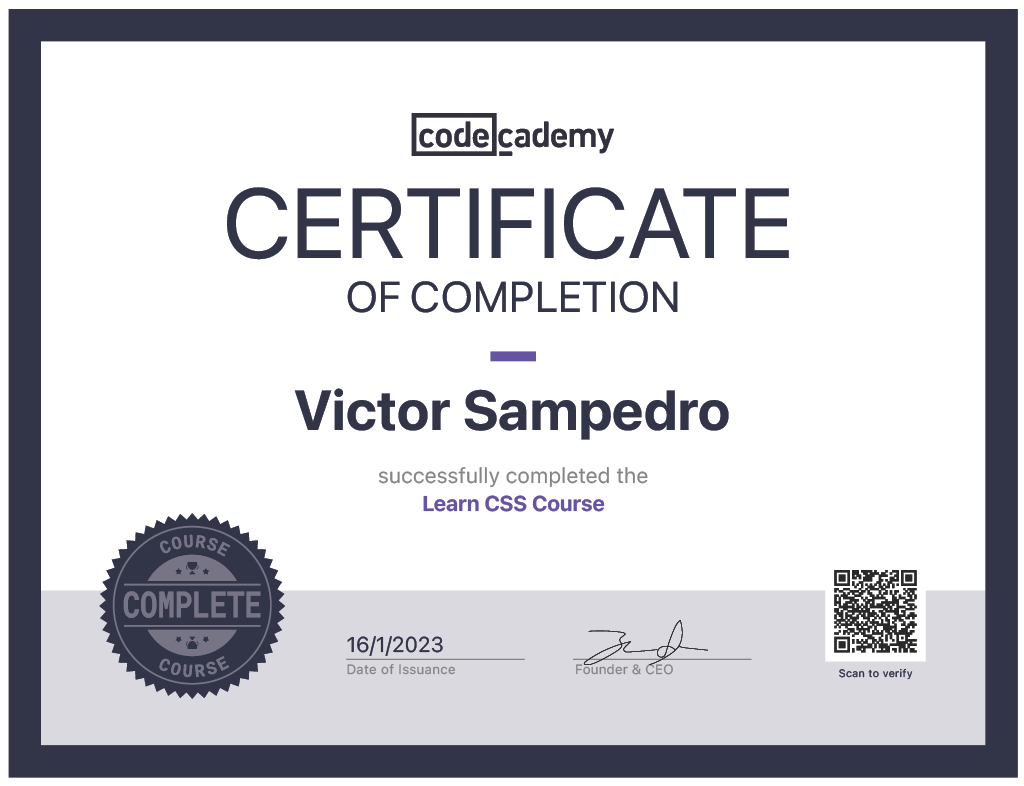 codecademy
CERTIFICATE
OF COMPLETION
Victor Sampedro
successfully completed the
Learn CSS Course
COURSE
COMPLETE
COURSE
16/1/2023
Date of Issuance
Founder & CEO
Scan to verify